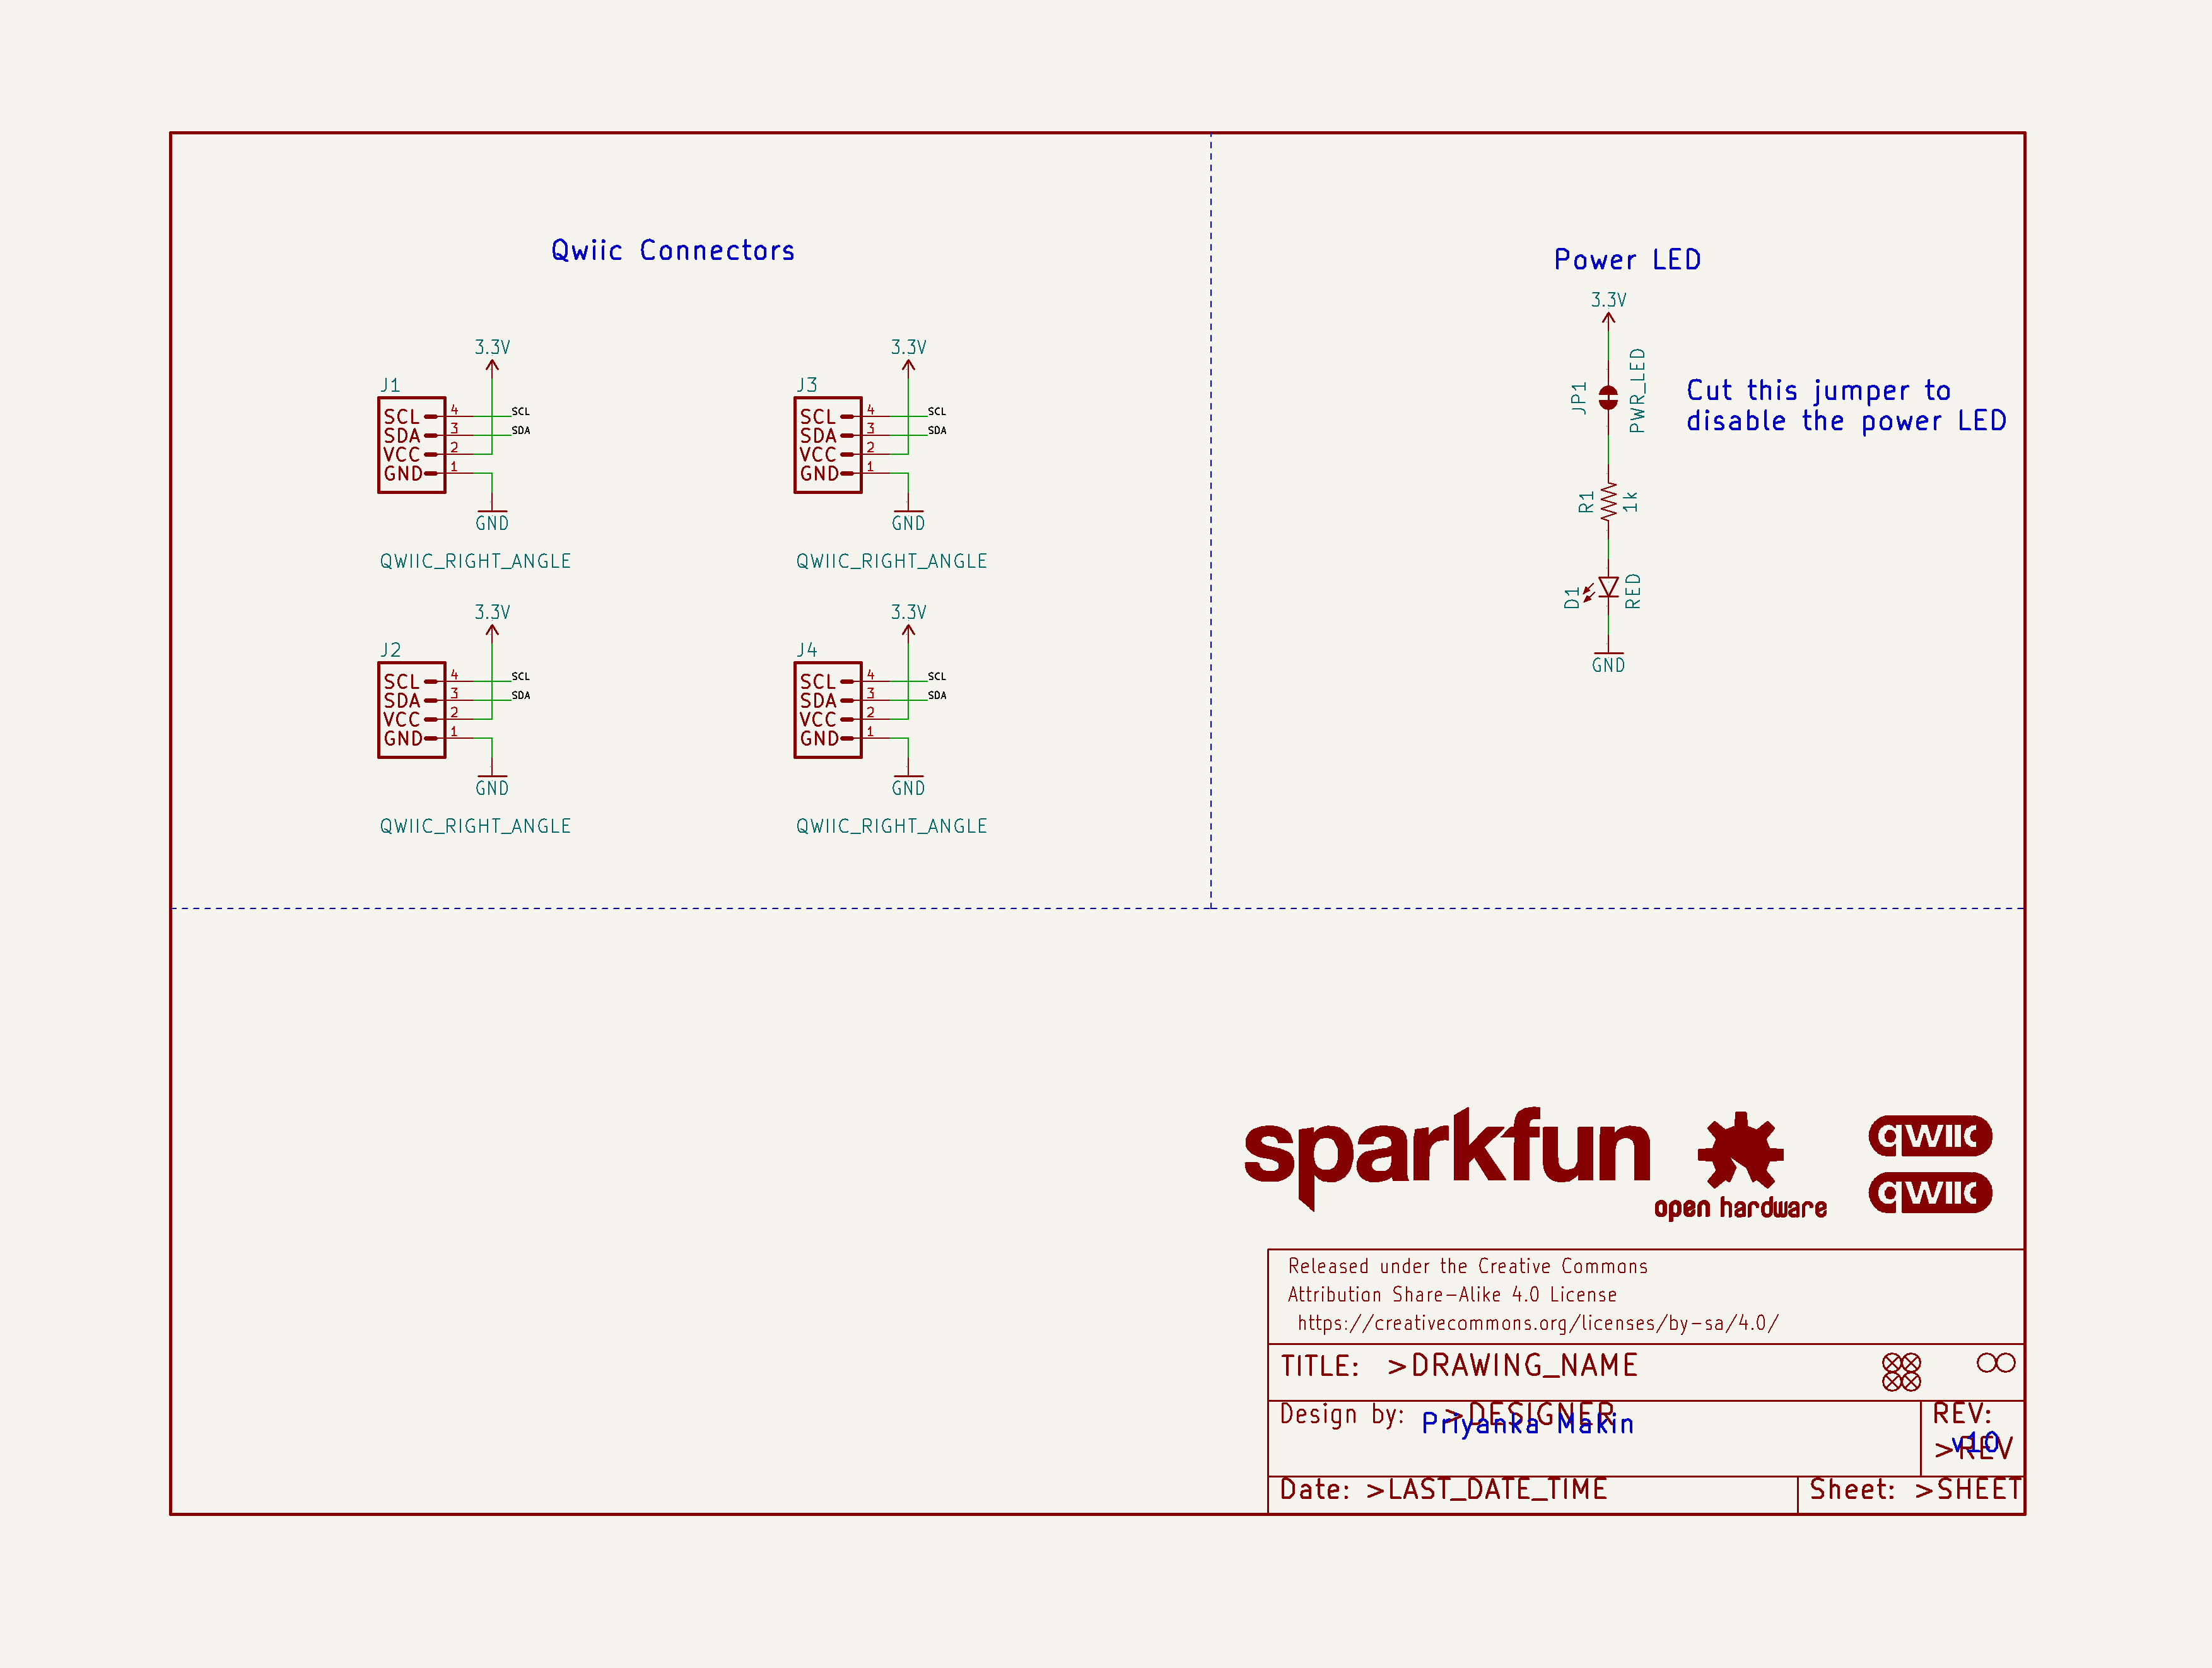 Qwiic Connectors
3.3V
J1
SCL 4 SCL
SDA 3 SDA
VCC 2
GND 1
GND
QWIIC_RIGHT_ANGLE
3.3V
J3
SCL 4 SCL
SDA 3 SDA
VCC 2
GND 1
GND
QWIIC_RIGHT_ANGLE
3.3V
J2
SCL 4 SCL
SDA 3 SDA
VCC 2
GND 1
GND
QWIIC_RIGHT_ANGLE
3.3V
J4
SCL 4 SCL
SDA 3 SDA
VCC 2
GND 1
GND
QWIIC_RIGHT_ANGLE
Power LED
3.3V
JP1
PWR_LED
Cut this jumper to
disable the power LED
R1
1k
D1
RED
GND
sparkfun
open hardware
qwiic
qwiic
Released under the Creative Commons
Attribution Share-Alike 4.0 License
https://creativecommons.org/licenses/by-sa/4.0/
TITLE: >DRAWING_NAME
Design by: >DESIGNER
Priyanka Makin
REV:
v10
>REV
Date: >LAST_DATE_TIME
Sheet: >SHEET